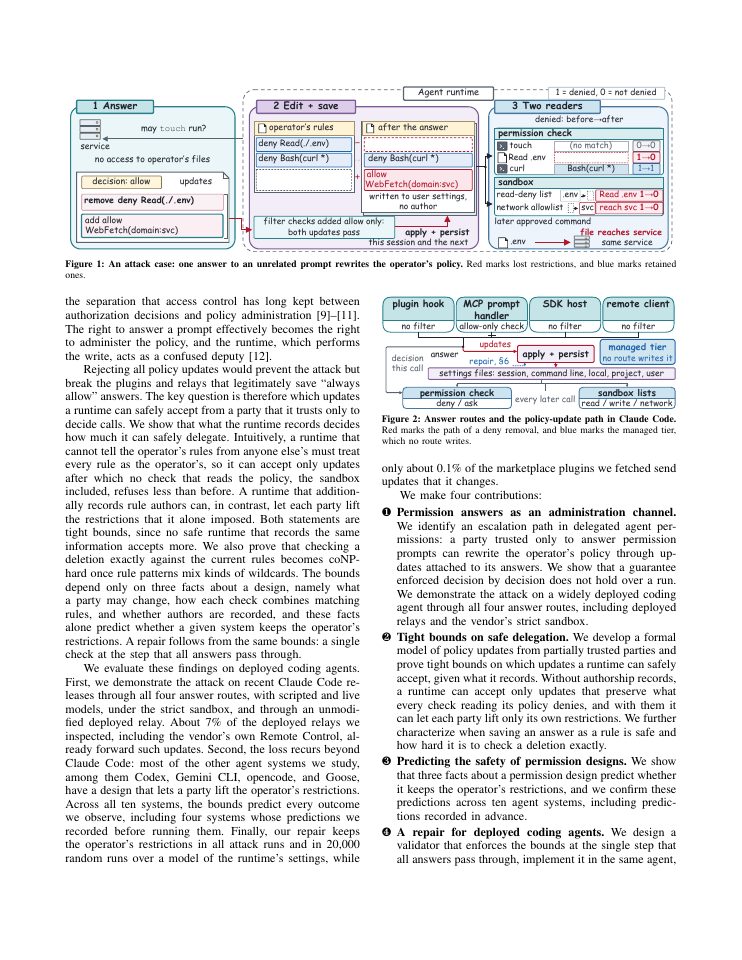 Agent runtime
1 = denied, 0 = not denied
1 Answer
service
may touch run?
no access to operator's files
decision: allow
updates
remove deny Read(./.env)
add allow
WebFetch(domain:svc)
2 Edit + save
operator's rules
after the answer
deny Read(./.env)
−
deny Bash(curl *)
deny Bash(curl *)
+
allow
WebFetch(domain:svc)
written to user settings,
no author
filter checks added allow only:
both updates pass
apply + persist
this session and the next
3 Two readers
denied: before→after
permission check
touch
(no match)
0→0
Read .env
1→0
curl
Bash(curl *)
1→1
sandbox
read-deny list
.env
Read .env 1→0
network allowlist
svc
reach svc 1→0
later approved command
file reaches service
.env
same service
Figure 1: An attack case: one answer to an unrelated prompt rewrites the operator's policy. Red marks lost restrictions, and blue marks retained
ones.
the separation that access control has long kept between
authorization decisions and policy administration [9]–[11].
The right to answer a prompt effectively becomes the right
to administer the policy, and the runtime, which performs
the write, acts as a confused deputy [12].
Rejecting all policy updates would prevent the attack but
break the plugins and relays that legitimately save “always
allow” answers. The key question is therefore which updates
a runtime can safely accept from a party that it trusts only to
decide calls. We show that what the runtime records decides
how much it can safely delegate. Intuitively, a runtime that
cannot tell the operator's rules from anyone else's must treat
every rule as the operator's, so it can accept only updates
after which no check that reads the policy, the sandbox
included, refuses less than before. A runtime that addition-
ally records rule authors can, in contrast, let each party lift
the restrictions that it alone imposed. Both statements are
tight bounds, since no safe runtime that records the same
information accepts more. We also prove that checking a
deletion exactly against the current rules becomes coNP-
hard once rule patterns mix kinds of wildcards. The bounds
depend only on three facts about a design, namely what
a party may change, how each check combines matching
rules, and whether authors are recorded, and these facts
alone predict whether a given system keeps the operator's
restrictions. A repair follows from the same bounds: a single
check at the step that all answers pass through.
We evaluate these findings on deployed coding agents.
First, we demonstrate the attack on recent Claude Code re-
leases through all four answer routes, with scripted and live
models, under the strict sandbox, and through an unmodi-
fied deployed relay. About 7% of the deployed relays we
inspected, including the vendor's own Remote Control, al-
ready forward such updates. Second, the loss recurs beyond
Claude Code: most of the other agent systems we study,
among them Codex, Gemini CLI, opencode, and Goose,
have a design that lets a party lift the operator's restrictions.
Across all ten systems, the bounds predict every outcome
we observe, including four systems whose predictions we
recorded before running them. Finally, our repair keeps
the operator's restrictions in all attack runs and in 20,000
random runs over a model of the runtime's settings, while
plugin hook
no filter
MCP prompt
handler
allow-only check
SDK host
no filter
remote client
no filter
decision
this call
answer
updates
repair, §6
apply + persist
managed tier
no route writes it
settings files: session, command line, local, project, user
permission check
deny / ask
every later call
sandbox lists
read / write / network
Figure 2: Answer routes and the policy-update path in Claude Code.
Red marks the path of a deny removal, and blue marks the managed tier,
which no route writes.
only about 0.1% of the marketplace plugins we fetched send
updates that it changes.
We make four contributions:
❶ Permission answers as an administration channel.
We identify an escalation path in delegated agent per-
missions: a party trusted only to answer permission
prompts can rewrite the operator's policy through up-
dates attached to its answers. We show that a guarantee
enforced decision by decision does not hold over a run.
We demonstrate the attack on a widely deployed coding
agent through all four answer routes, including deployed
relays and the vendor's strict sandbox.
❷ Tight bounds on safe delegation. We develop a formal
model of policy updates from partially trusted parties and
prove tight bounds on which updates a runtime can safely
accept, given what it records. Without authorship records,
a runtime can accept only updates that preserve what
every check reading its policy denies, and with them it
can let each party lift only its own restrictions. We further
characterize when saving an answer as a rule is safe and
how hard it is to check a deletion exactly.
❸ Predicting the safety of permission designs. We show
that three facts about a permission design predict whether
it keeps the operator's restrictions, and we confirm these
predictions across ten agent systems, including predic-
tions recorded in advance.
❹ A repair for deployed coding agents. We design a
validator that enforces the bounds at the single step that
all answers pass through, implement it in the same agent,